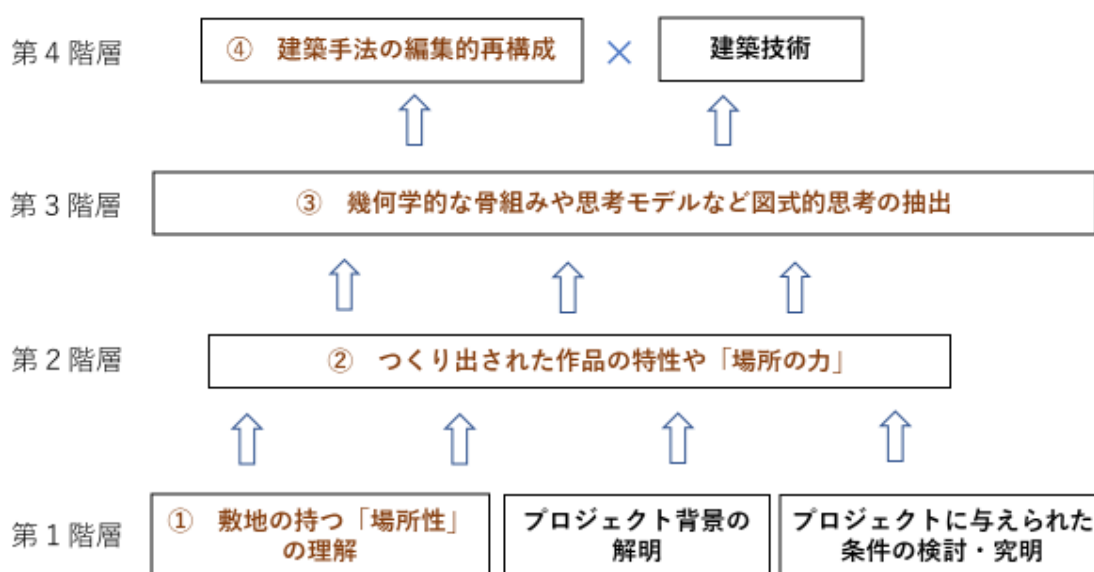 第4階層
④ 建築手法の編集的再構成 × 建築技術
第3階層
③ 幾何学的な骨組みや思考モデルなど図式的思考の抽出
第2階層
② つくり出された作品の特性や「場所の力」
第1階層
① 敷地の持つ「場所性」
の理解
プロジェクト背景の
解明
プロジェクトに与えられた
条件の検討・究明